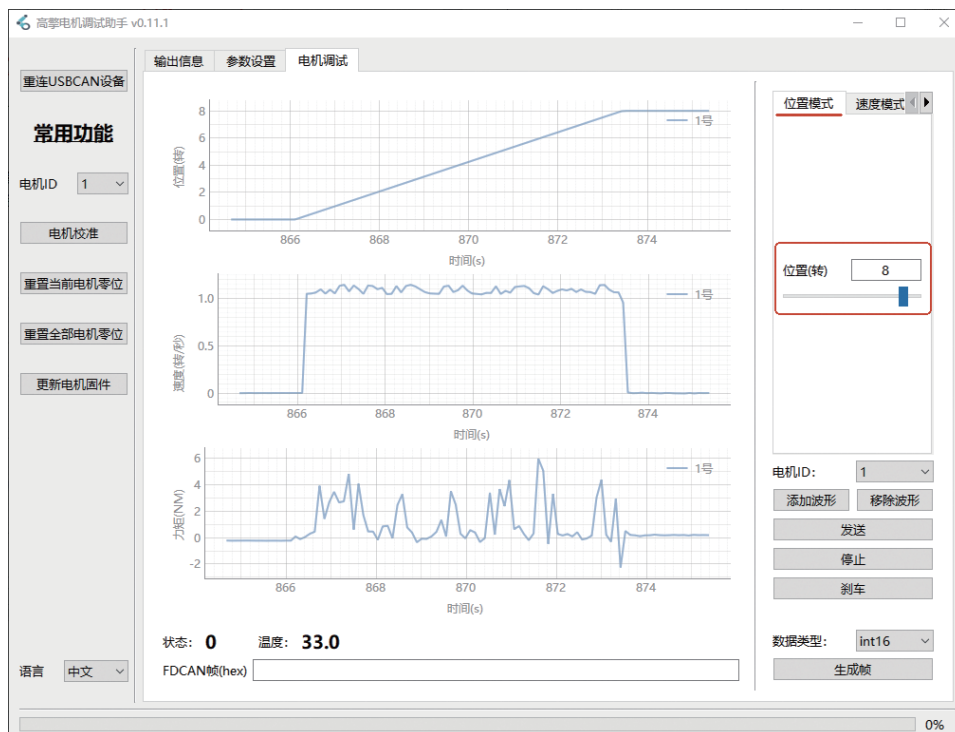 高擎电机调试助手 v0.11.1
重连USBCAN设备
常用功能
电机ID 1
电机校准
重置当前电机零位
重置全部电机零位
更新电机固件
语言 中文
输出信息 参数设置 电机调试
位置(转)
8
6
4
2
0
1号
866 868 870 872 874
时间(s)
速度(转/秒)
1.0
0.5
0
1号
866 868 870 872 874
时间(s)
力矩(NM)
6
4
2
0
-2
1号
866 868 870 872 874
时间(s)
状态: 0 温度: 33.0
FDCAN帧(hex)
位置模式 速度模式
位置(转) 8
电机ID: 1
添加波形 移除波形
发送
停止
刹车
数据类型: int16
生成帧
0%